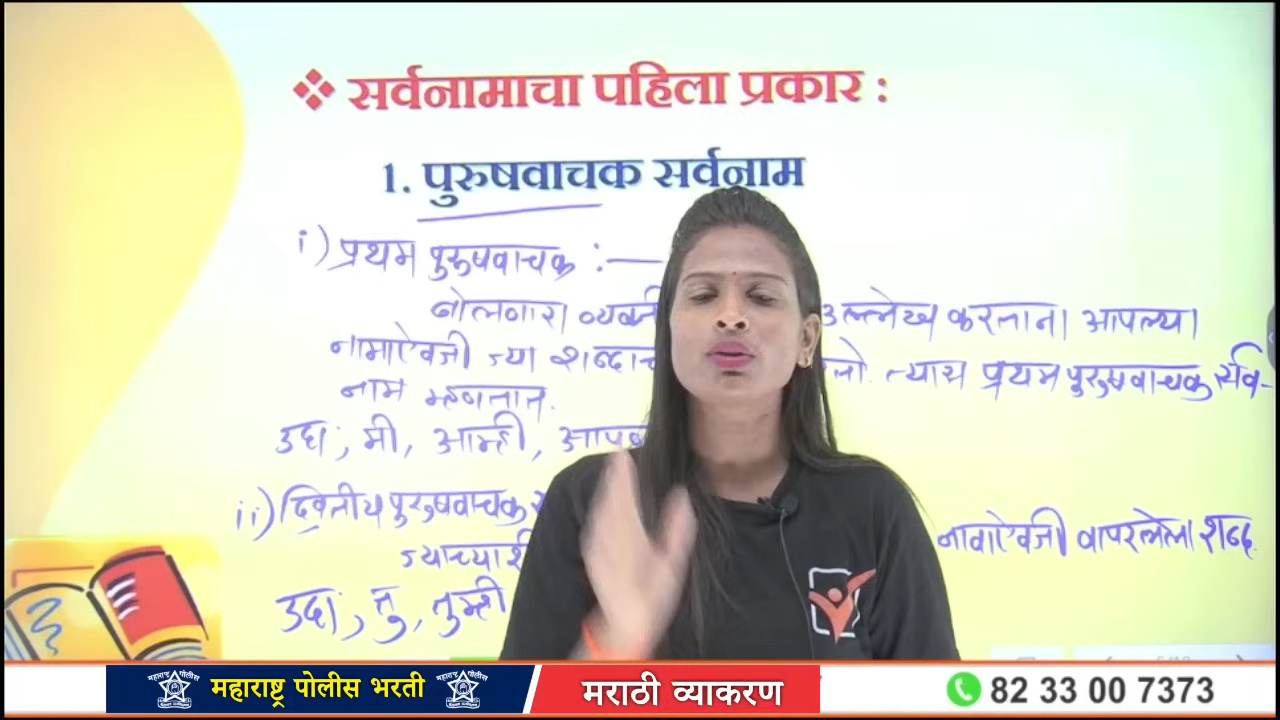 ❖ सर्वनामाचा पहिला प्रकार :
1. पुरुषवाचक सर्वनाम
i) प्रथम पुरुषवाचक :—
बोलणारा व्यक्ती उल्लेख करताना आपल्या
नामाऐवजी ज्या शब्दाच त्यास प्रथम पुरुषवाचक सर्व-
नाम म्हणतात.
उदा; मी, आम्ही, आपण
ii) द्वितीय पुरुषवाचक
नावाऐवजी वापरलेला शब्द.
उदा; तु, तुम्ही
महाराष्ट्र पोलीस भरती
मराठी व्याकरण
82 33 00 7373